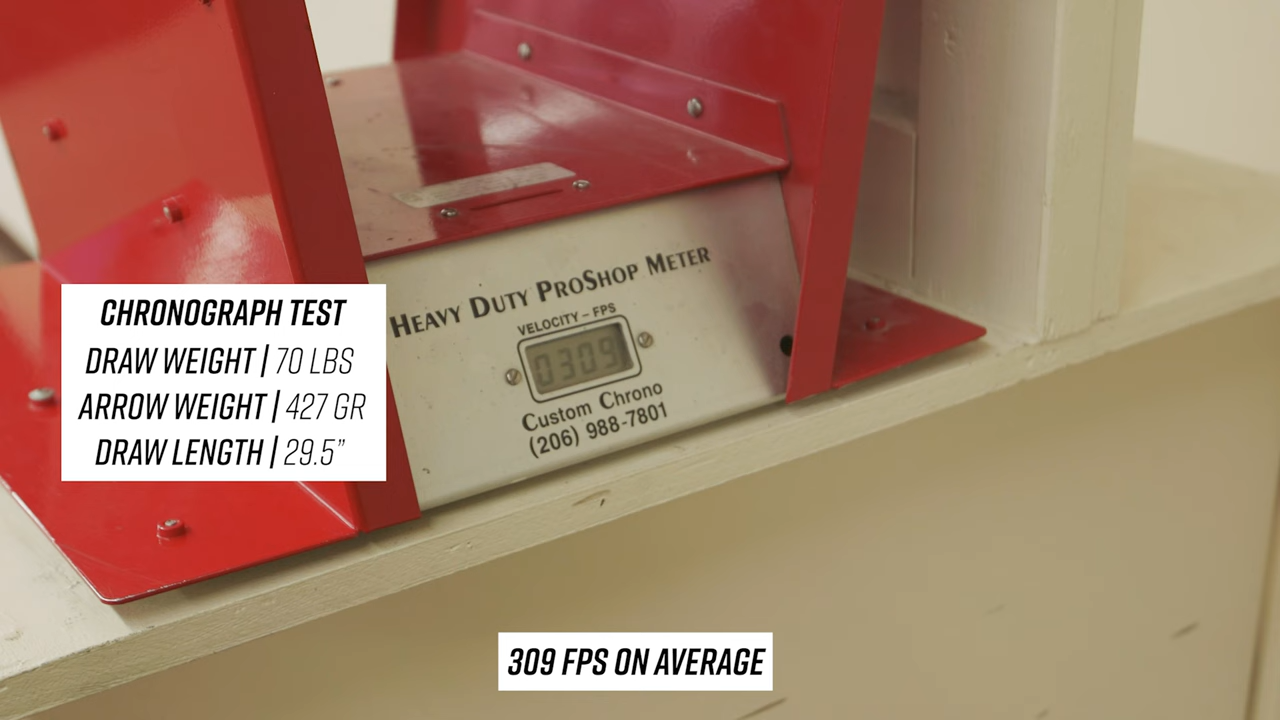 HEAVY DUTY PROSHOP METER
VELOCITY – FPS
0309
Custom Chrono
(206) 988-7801
CHRONOGRAPH TEST
DRAW WEIGHT | 70 LBS
ARROW WEIGHT | 427 GR
DRAW LENGTH | 29.5”
309 FPS ON AVERAGE